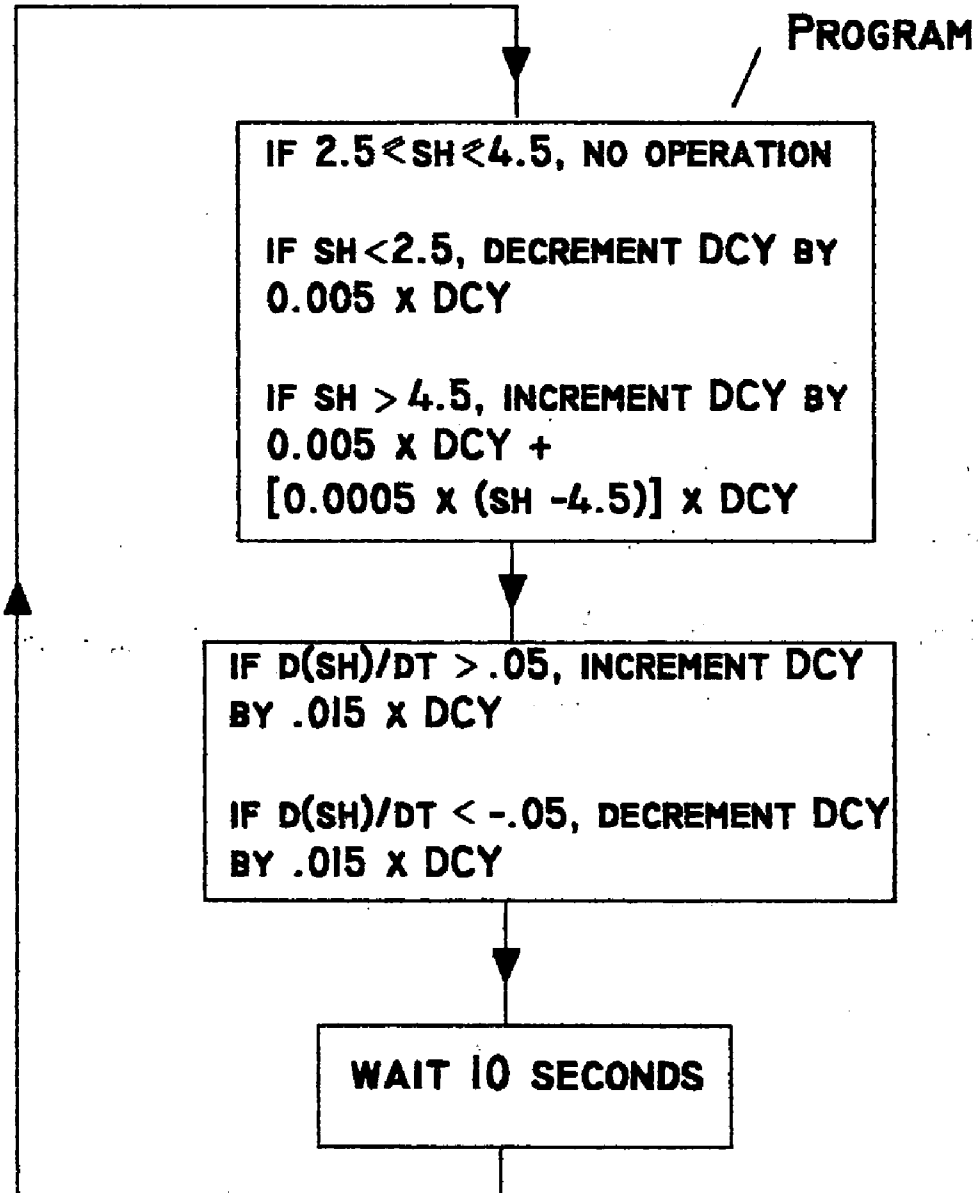 PROGRAM
IF 2.5≤SH≤4.5, NO OPERATION
IF SH<2.5, DECREMENT DCY BY
0.005 X DCY
IF SH > 4.5, INCREMENT DCY BY
0.005 X DCY +
[0.0005 X (SH -4.5)] X DCY
IF D(SH)/DT > .05, INCREMENT DCY
BY .015 X DCY
IF D(SH)/DT < -.05, DECREMENT DCY
BY .015 X DCY
WAIT 10 SECONDS